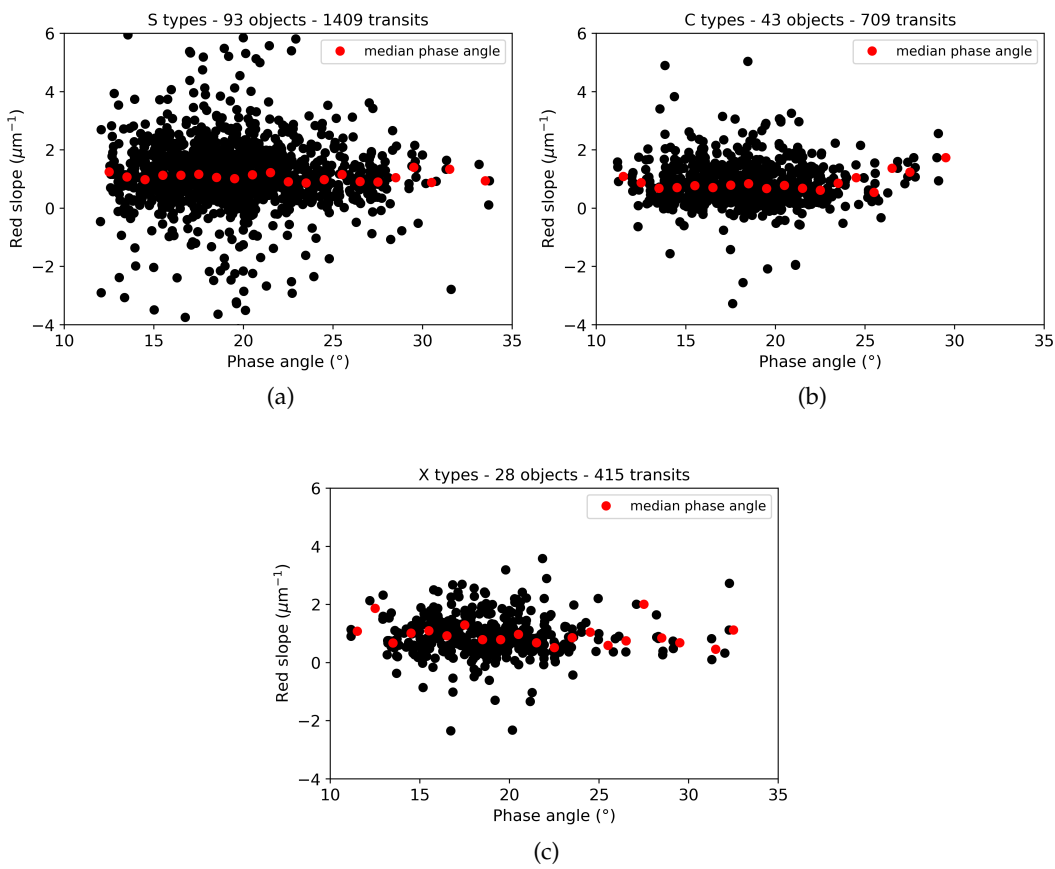 S types - 93 objects - 1409 transits
6
4
2
0
−2
−4
Red slope (μm⁻¹)
median phase angle
10 15 20 25 30 35
Phase angle (°)
(a)
C types - 43 objects - 709 transits
6
4
2
0
−2
−4
Red slope (μm⁻¹)
median phase angle
10 15 20 25 30 35
Phase angle (°)
(b)
X types - 28 objects - 415 transits
6
4
2
0
−2
−4
Red slope (μm⁻¹)
median phase angle
10 15 20 25 30 35
Phase angle (°)
(c)